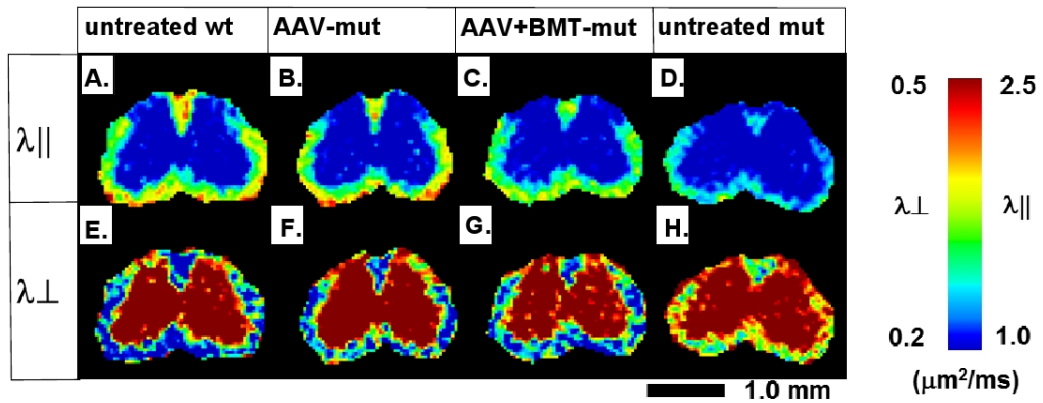 untreated wt AAV-mut AAV+BMT-mut untreated mut
λ|| A. B. C. D.
λ⊥ E. F. G. H.
0.5 2.5
λ⊥ λ||
0.2 1.0
(μm²/ms)
1.0 mm